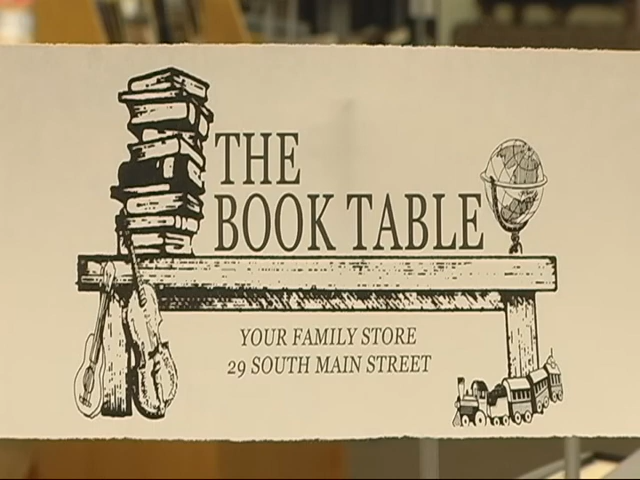 THE
BOOK TABLE
YOUR FAMILY STORE
29 SOUTH MAIN STREET